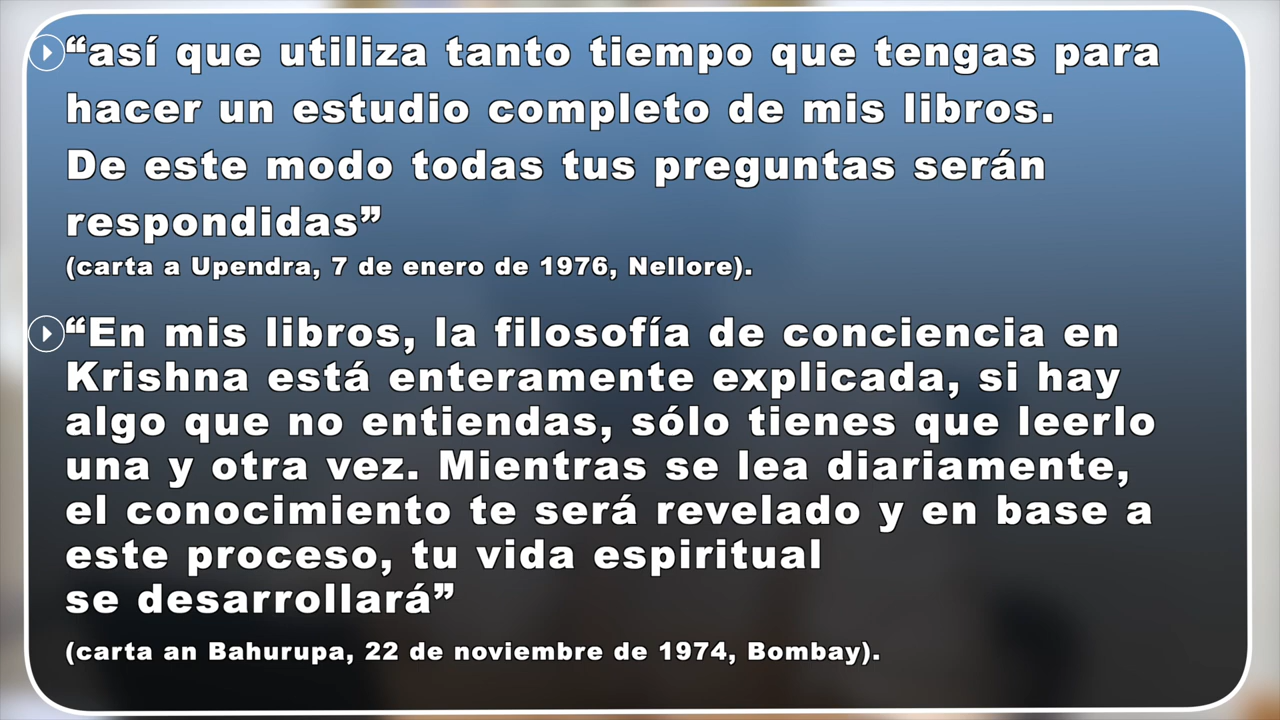 “así que utiliza tanto tiempo que tengas para
hacer un estudio completo de mis libros.
De este modo todas tus preguntas serán
respondidas”
(carta a Upendra, 7 de enero de 1976, Nellore).
“En mis libros, la filosofía de conciencia en
Krishna está enteramente explicada, si hay
algo que no entiendas, sólo tienes que leerlo
una y otra vez. Mientras se lea diariamente,
el conocimiento te será revelado y en base a
este proceso, tu vida espiritual
se desarrollará”
(carta an Bahurupa, 22 de noviembre de 1974, Bombay).